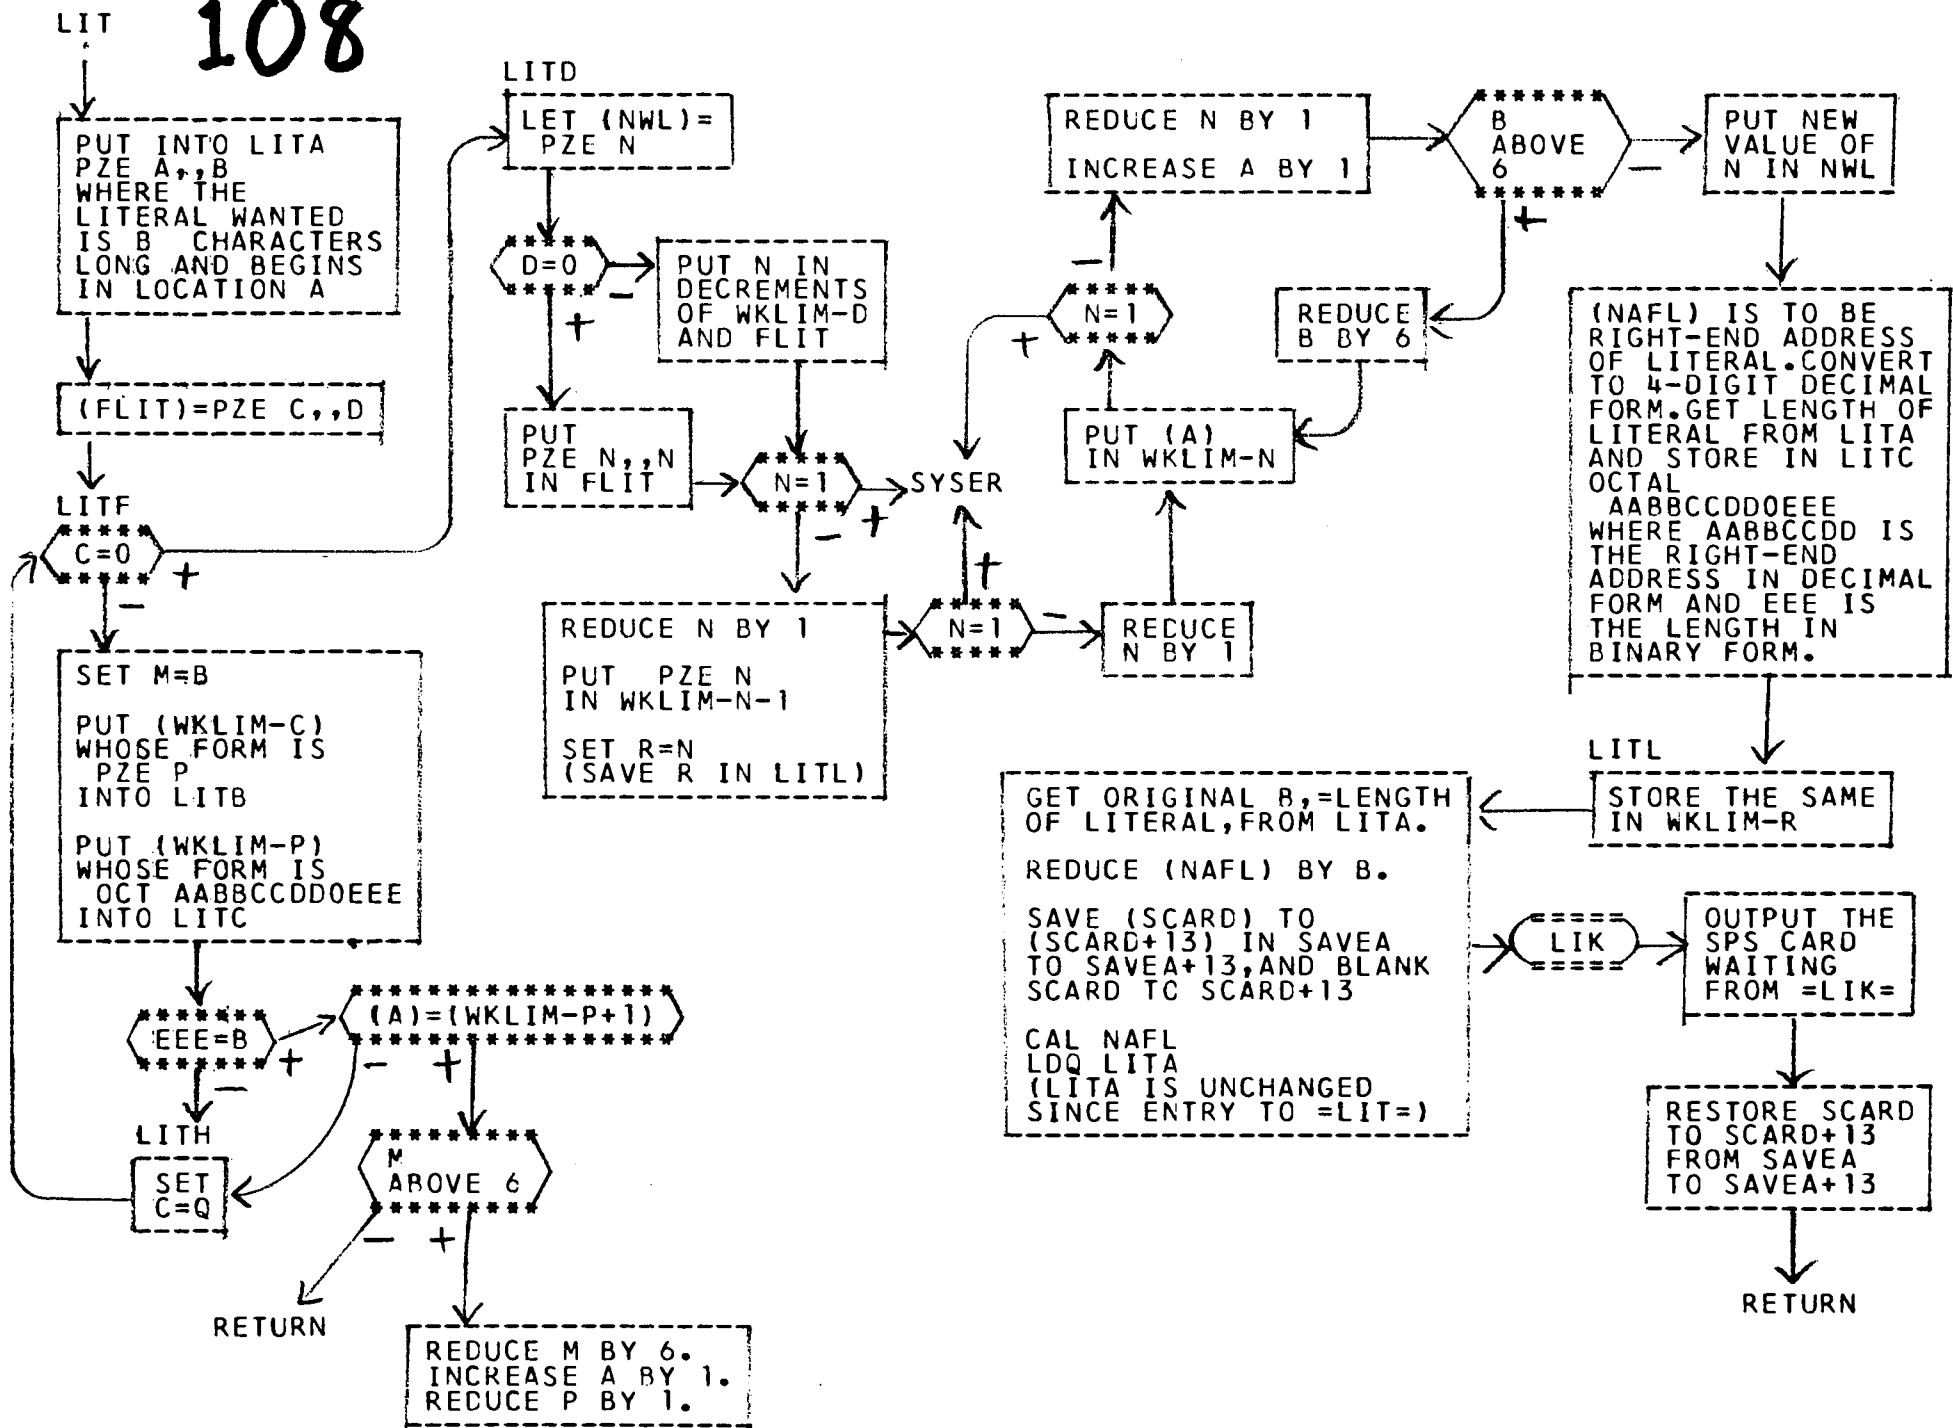 LIT
108
PUT INTO LITA
PZE A,,B
WHERE THE
LITERAL WANTED
IS B CHARACTERS
LONG AND BEGINS
IN LOCATION A
(FLIT)=PZE C,,D
LITF
C=0
+
-
SET M=B
PUT (WKLIM-C)
WHOSE FORM IS
PZE P
INTO LITB
PUT (WKLIM-P)
WHOSE FORM IS
OCT AABBCCDD0EEE
INTO LITC
EEE=B
+
-
(A)=(WKLIM-P+1)
-
+
LITH
SET
C=Q
M
ABOVE 6
-
+
RETURN
REDUCE M BY 6.
INCREASE A BY 1.
REDUCE P BY 1.
LITD
LET (NWL)=
PZE N
D=0
-
+
PUT N IN
DECREMENTS
OF WKLIM-D
AND FLIT
PUT
PZE N,,N
IN FLIT
N=1
+
-
SYSER
REDUCE N BY 1
PUT PZE N
IN WKLIM-N-1
SET R=N
(SAVE R IN LITL)
N=1
+
-
REDUCE
N BY 1
PUT (A)
IN WKLIM-N
N=1
+
-
REDUCE N BY 1
INCREASE A BY 1
B
ABOVE
6
-
+
REDUCE
B BY 6
PUT NEW
VALUE OF
N IN NWL
(NAFL) IS TO BE
RIGHT-END ADDRESS
OF LITERAL.CONVERT
TO 4-DIGIT DECIMAL
FORM.GET LENGTH OF
LITERAL FROM LITA
AND STORE IN LITC
OCTAL
AABBCCDD0EEE
WHERE AABBCCDD IS
THE RIGHT-END
ADDRESS IN DECIMAL
FORM AND EEE IS
THE LENGTH IN
BINARY FORM.
LITL
STORE THE SAME
IN WKLIM-R
GET ORIGINAL B,=LENGTH
OF LITERAL,FROM LITA.
REDUCE (NAFL) BY B.
SAVE (SCARD) TO
(SCARD+13) IN SAVEA
TO SAVEA+13,AND BLANK
SCARD TO SCARD+13
CAL NAFL
LDQ LITA
(LITA IS UNCHANGED
SINCE ENTRY TO =LIT=)
=====
LIK
=====
OUTPUT THE
SPS CARD
WAITING
FROM =LIK=
RESTORE SCARD
TO SCARD+13
FROM SAVEA
TO SAVEA+13
RETURN